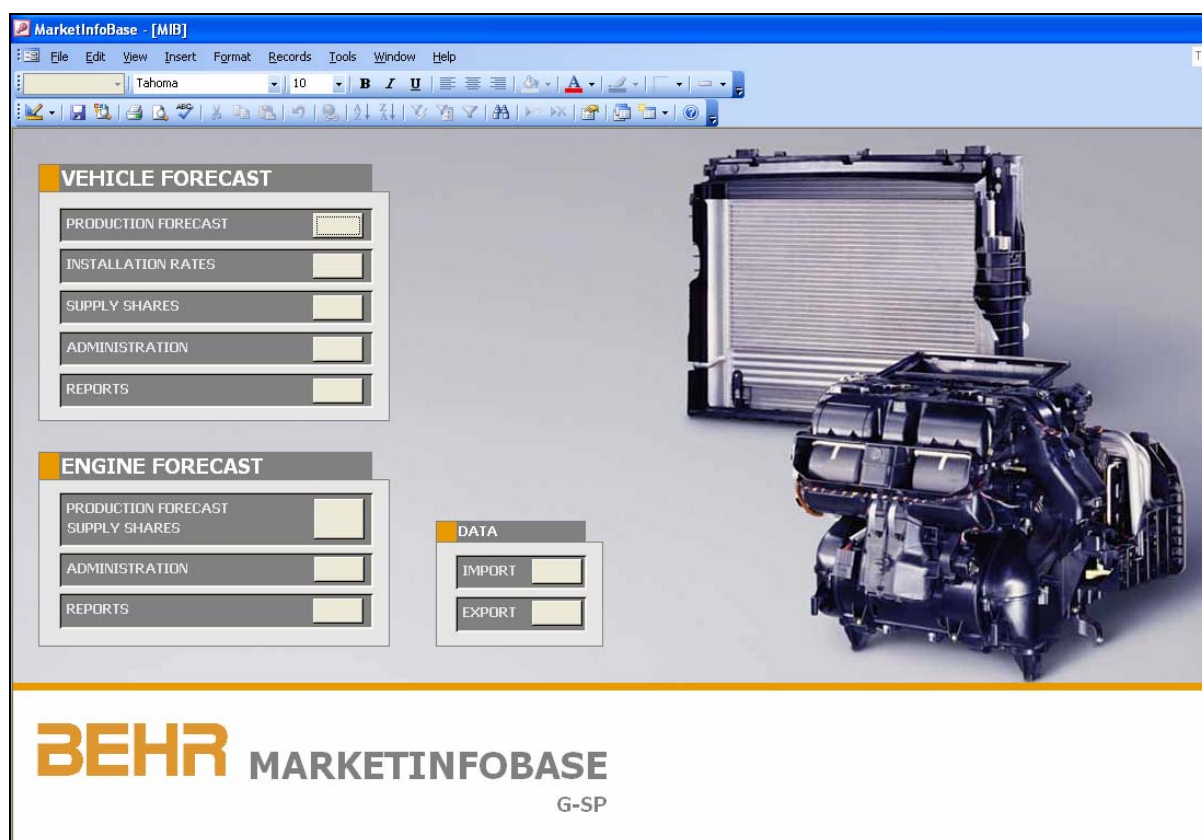 MarketInfoBase - [MIB]
File Edit View Insert Format Records Tools Window Help
T
Tahoma 10 B I U A
ABC
VEHICLE FORECAST
PRODUCTION FORECAST
INSTALLATION RATES
SUPPLY SHARES
ADMINISTRATION
REPORTS
ENGINE FORECAST
PRODUCTION FORECAST
SUPPLY SHARES
ADMINISTRATION
REPORTS
DATA
IMPORT
EXPORT
BEHR MARKETINFOBASE
G-SP